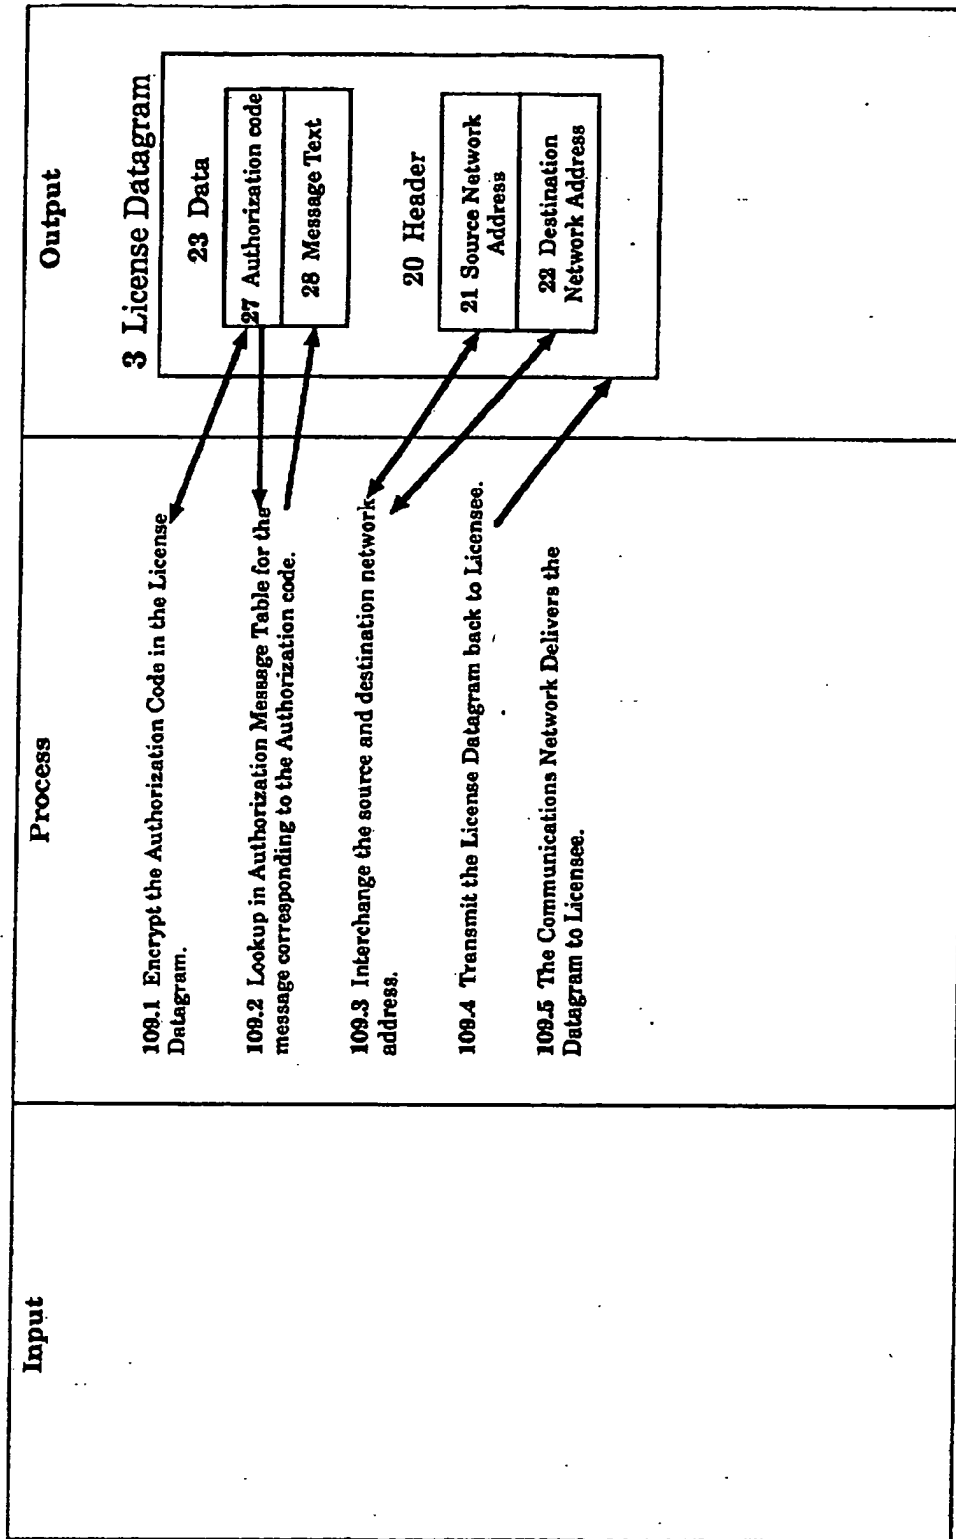 Input
Process
Output
109.1 Encrypt the Authorization Code in the License
Datagram.
109.2 Lookup in Authorization Message Table for the
message corresponding to the Authorization code.
109.3 Interchange the source and destination network
address.
109.4 Transmit the License Datagram back to Licensee.
109.5 The Communications Network Delivers the
Datagram to Licensee.
3 License Datagram
23 Data
27 Authorization code
28 Message Text
20 Header
21 Source Network
Address
22 Destination
Network Address